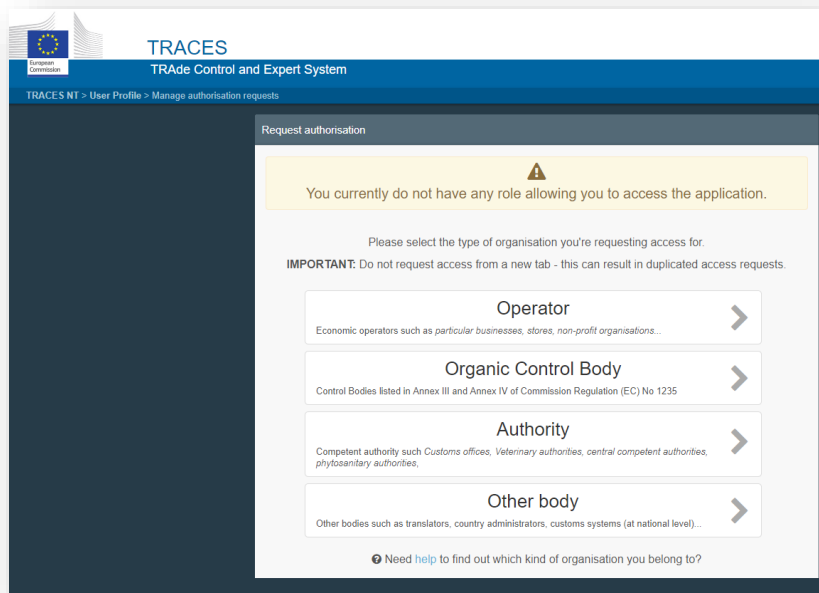 European
Commission
TRACES
TRAde Control and Expert System
TRACES NT > User Profile > Manage authorisation requests
Request authorisation
You currently do not have any role allowing you to access the application.
Please select the type of organisation you're requesting access for.
IMPORTANT: Do not request access from a new tab - this can result in duplicated access requests.
Operator
Economic operators such as particular businesses, stores, non-profit organisations...
Organic Control Body
Control Bodies listed in Annex III and Annex IV of Commission Regulation (EC) No 1235
Authority
Competent authority such Customs offices, Veterinary authorities, central competent authorities,
phytosanitary authorities,
Other body
Other bodies such as translators, country administrators, customs systems (at national level)...
Need help to find out which kind of organisation you belong to?